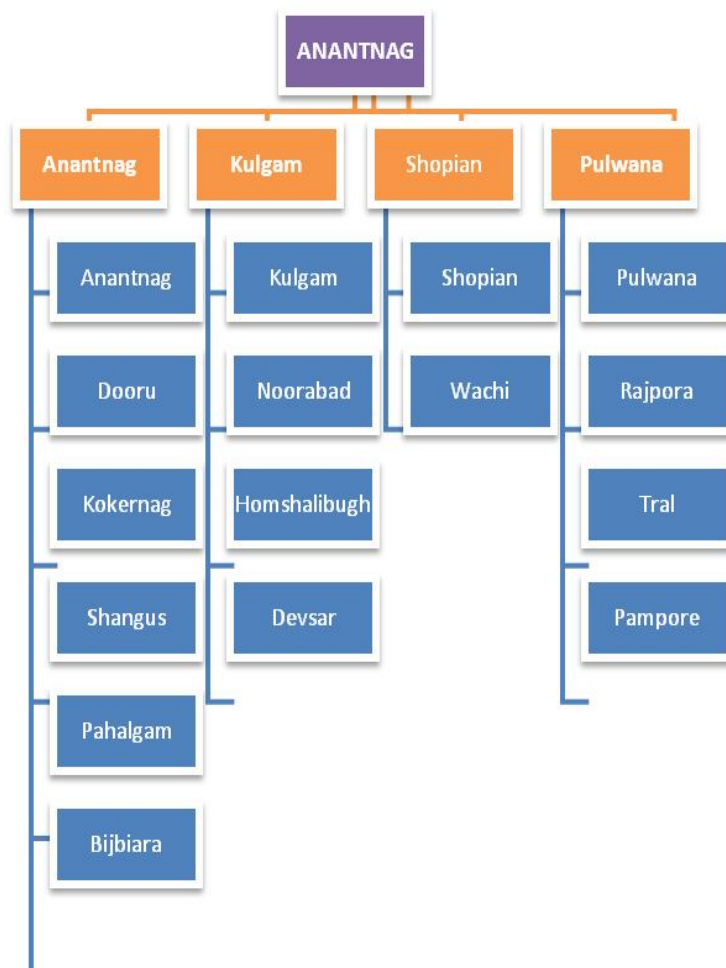 ANANTNAG
Anantnag
Kulgam
Shopian
Pulwana
Anantnag
Kulgam
Shopian
Pulwana
Dooru
Noorabad
Wachi
Rajpora
Kokernag
Homshalibugh
Tral
Shangus
Devsar
Pampore
Pahalgam
Bijbiara